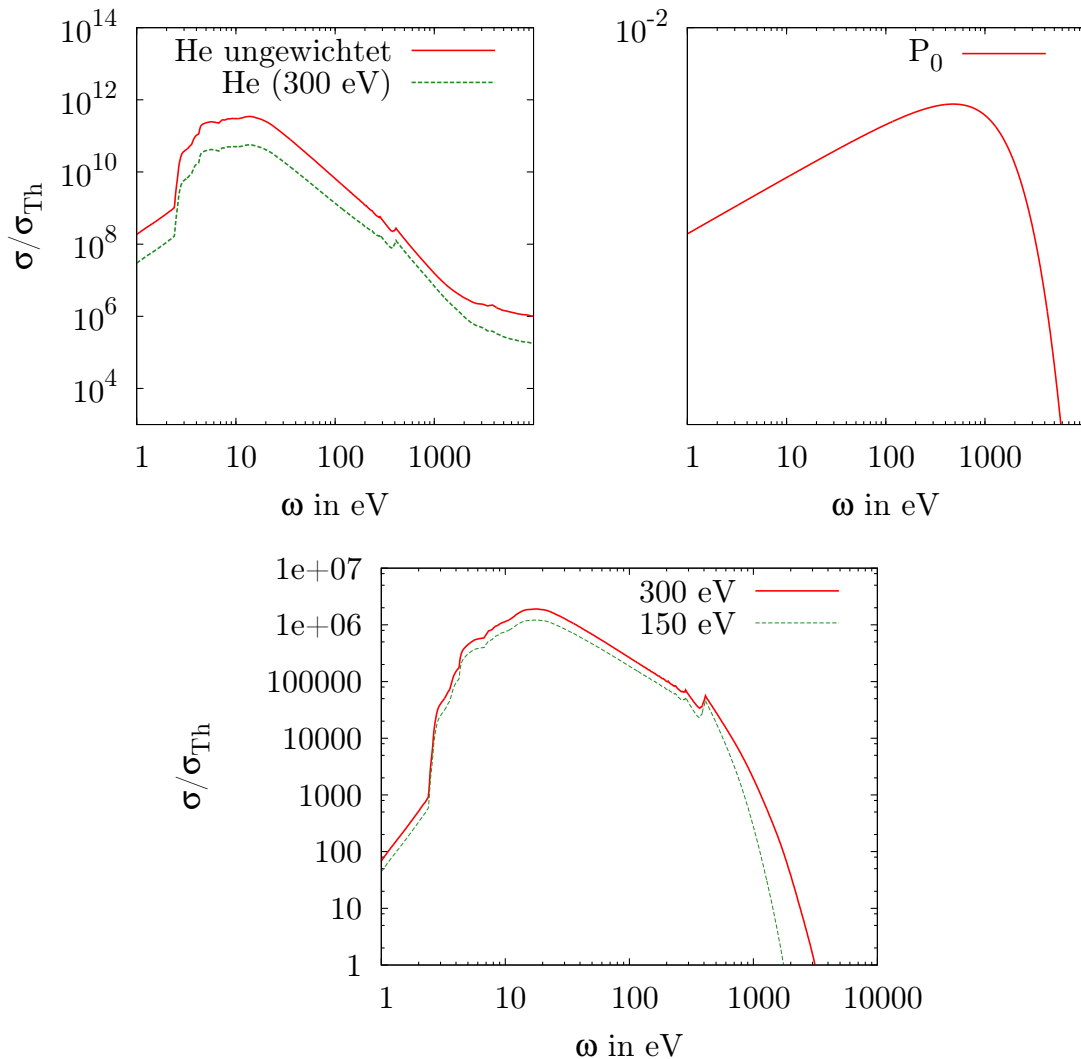 10^14
10^12
10^10
10^8
10^6
10^4
σ/σ_Th
He ungewichtet
He (300 eV)
1 10 100 1000
ω in eV
10^-2
P_0
1 10 100 1000
ω in eV
1e+07
1e+06
100000
10000
1000
100
10
1
σ/σ_Th
300 eV
150 eV
1 10 100 1000 10000
ω in eV